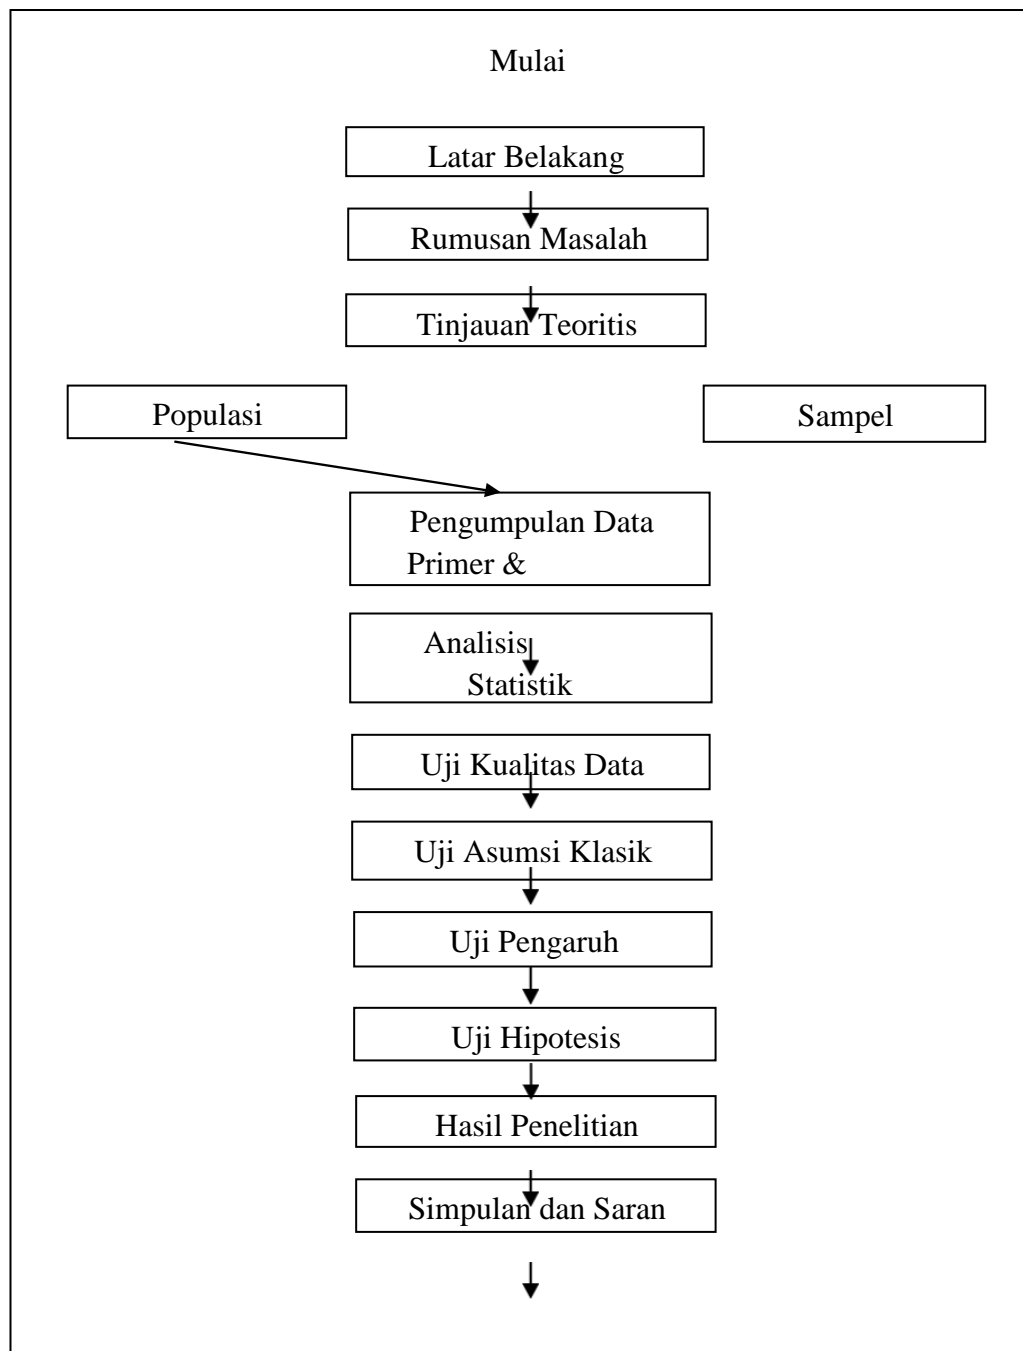 Mulai
Latar Belakang
Rumusan Masalah
Tinjauan Teoritis
Populasi
Sampel
Pengumpulan Data
Primer &
Analisis
Statistik
Uji Kualitas Data
Uji Asumsi Klasik
Uji Pengaruh
Uji Hipotesis
Hasil Penelitian
Simpulan dan Saran